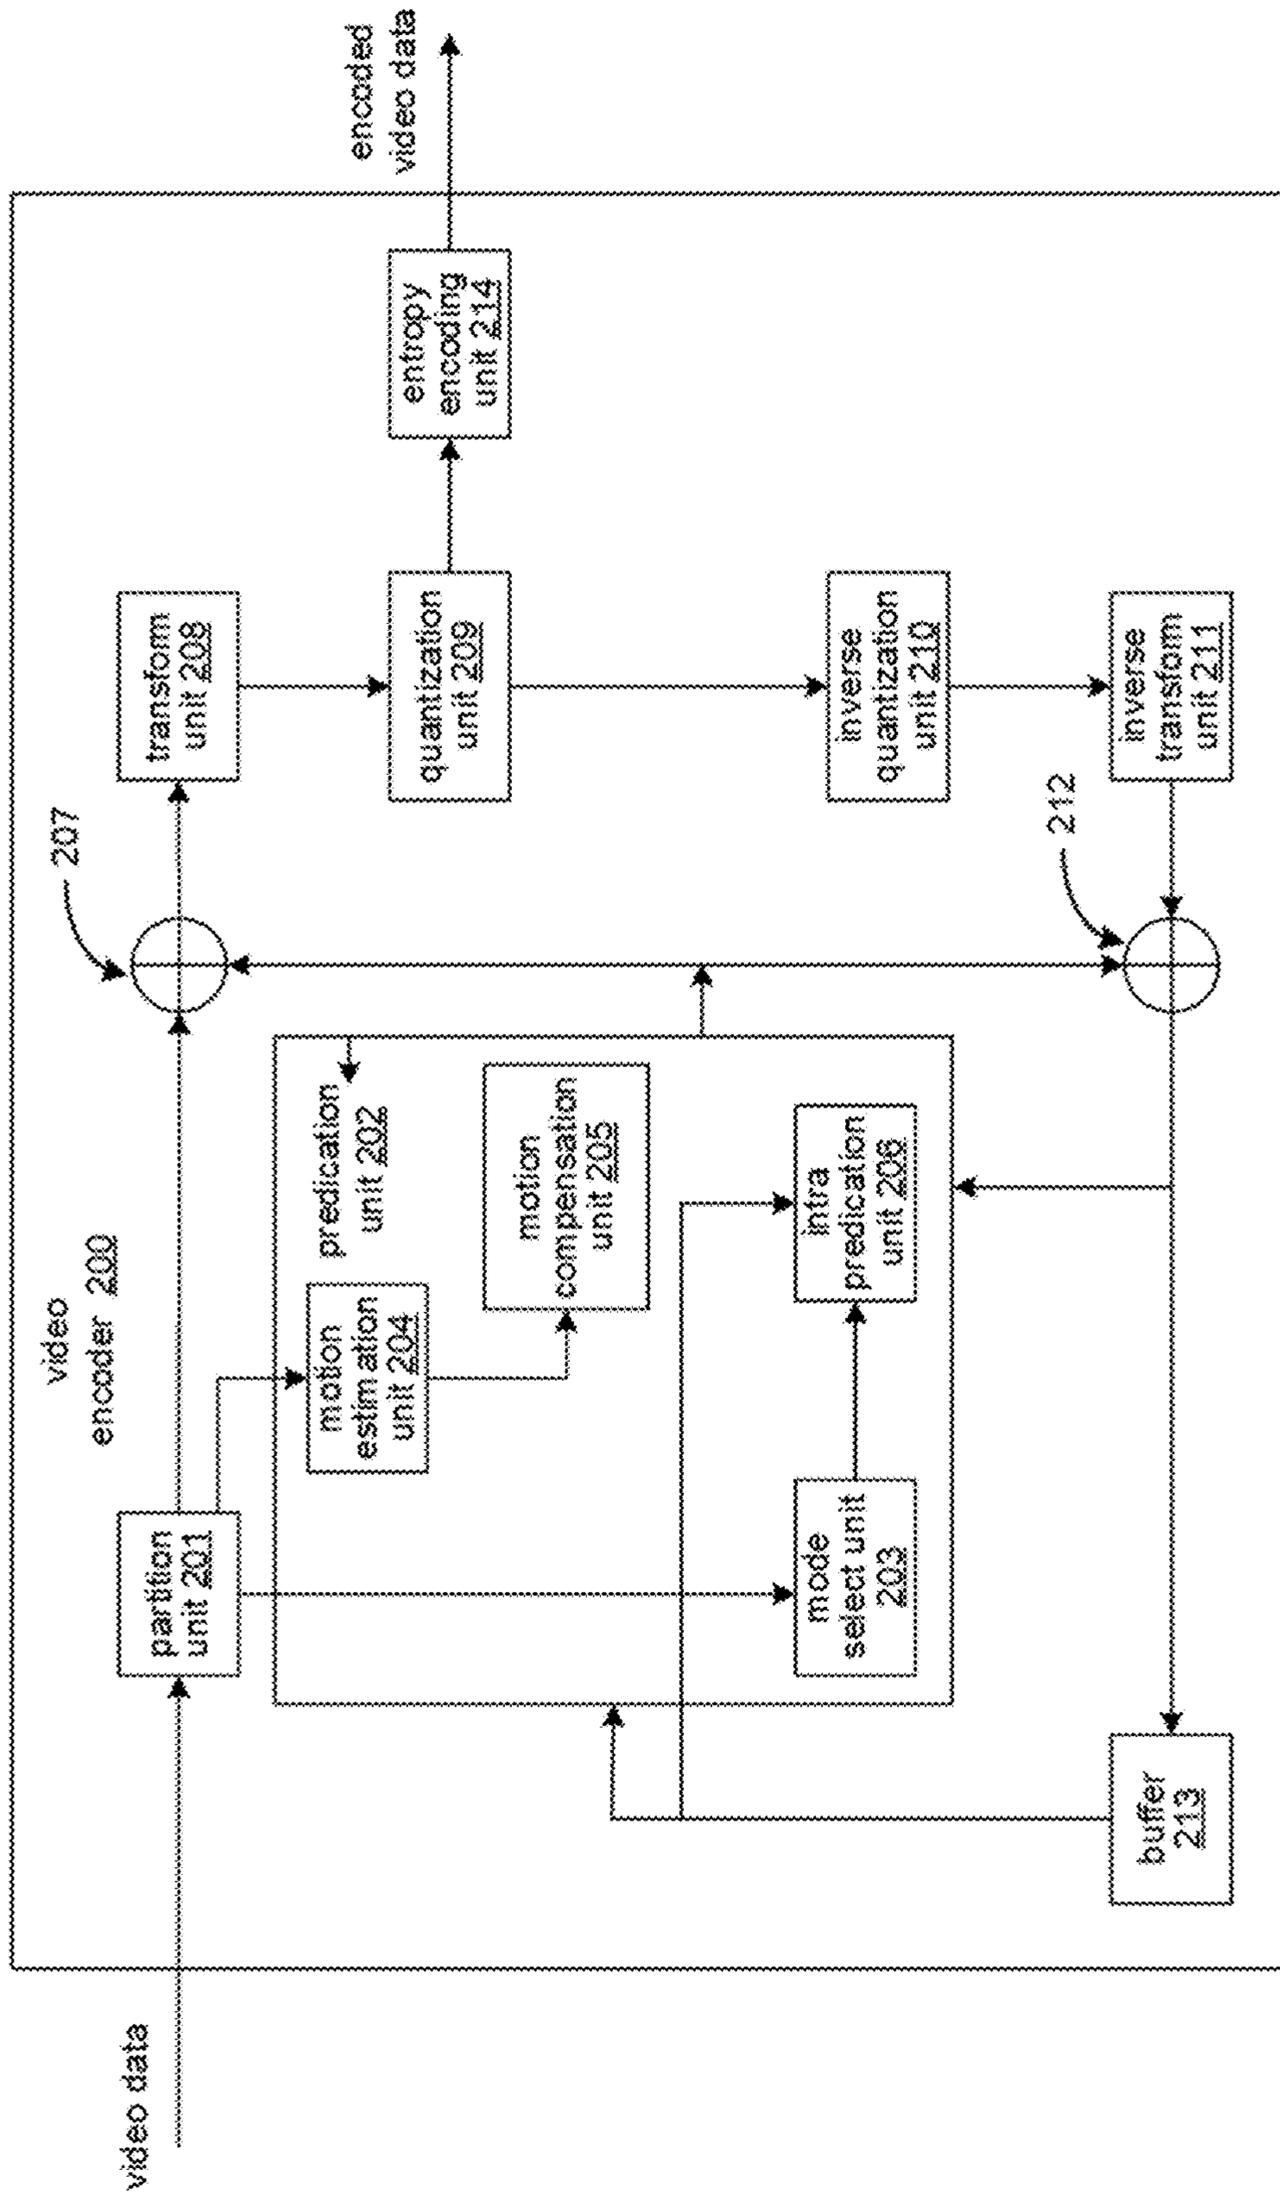 video data
video
encoder 200
partition
unit 201
207
transform
unit 208
predication
unit 202
motion
estimation
unit 204
motion
compensation
unit 205
quantization
unit 209
entropy
encoding
unit 214
encoded
video data
mode
select unit
203
intra
predication
unit 206
inverse
quantization
unit 210
212
inverse
transform
unit 211
buffer
213